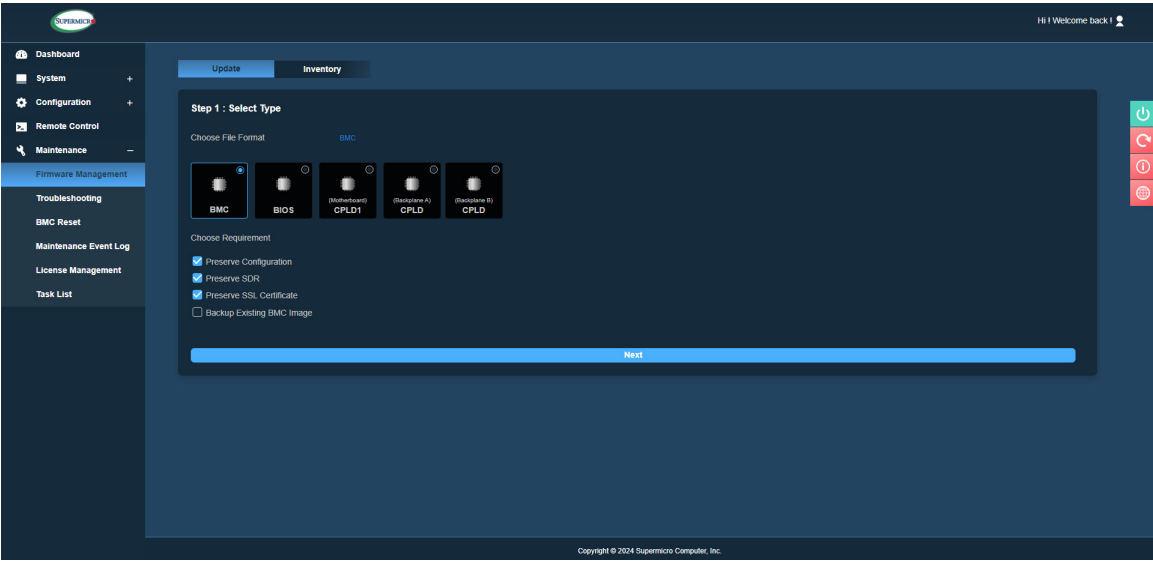 SUPERMICRO
Hi ! Welcome back !
Dashboard
System +
Configuration +
Remote Control
Maintenance –
Firmware Management
Troubleshooting
BMC Reset
Maintenance Event Log
License Management
Task List
Update Inventory
Step 1 : Select Type
Choose File Format BMC
BMC
BIOS
(Motherboard)
CPLD1
(Backplane A)
CPLD
(Backplane B)
CPLD
Choose Requirement
Preserve Configuration
Preserve SDR
Preserve SSL Certificate
Backup Existing BMC Image
Next
Copyright © 2024 Supermicro Computer, Inc.